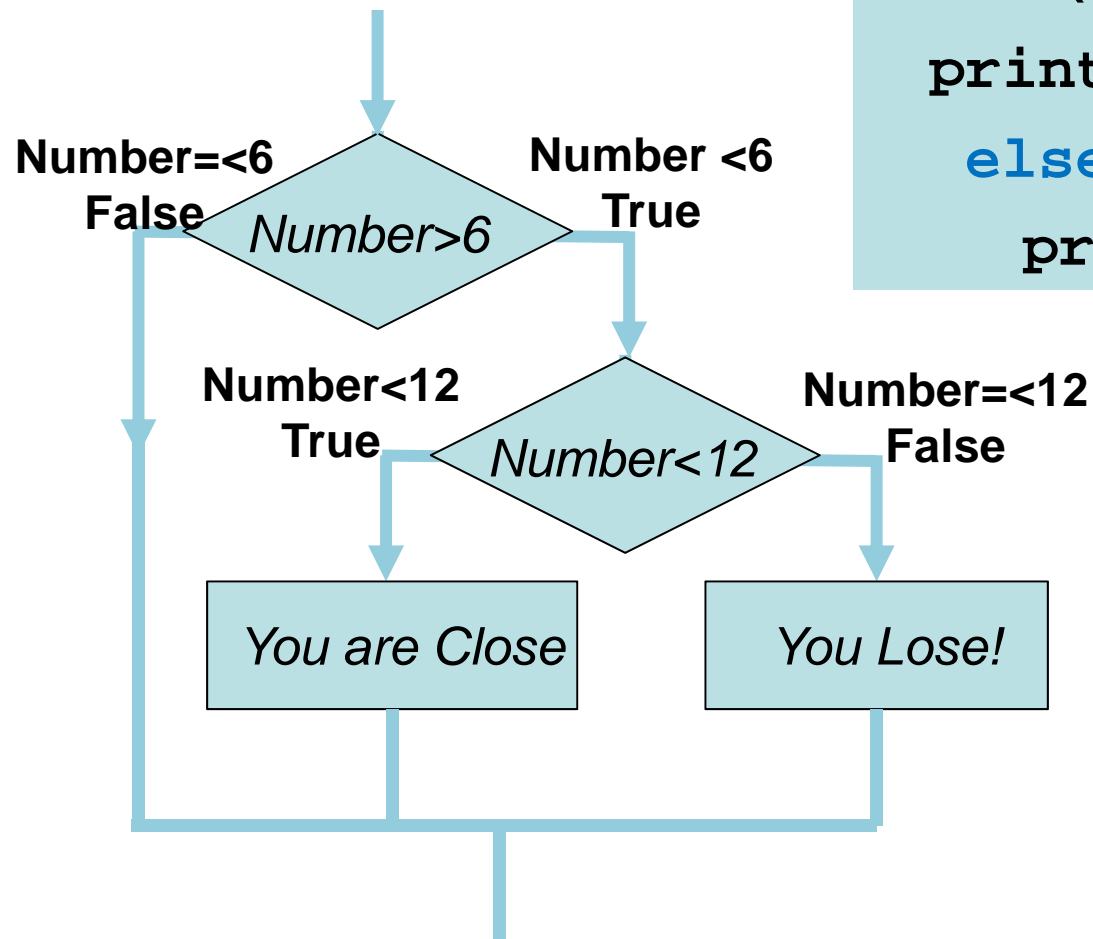 print
else
pr
Number=<6
False
Number>6
Number <6
True
Number<12
True
Number<12
Number=<12
False
You are Close
You Lose!